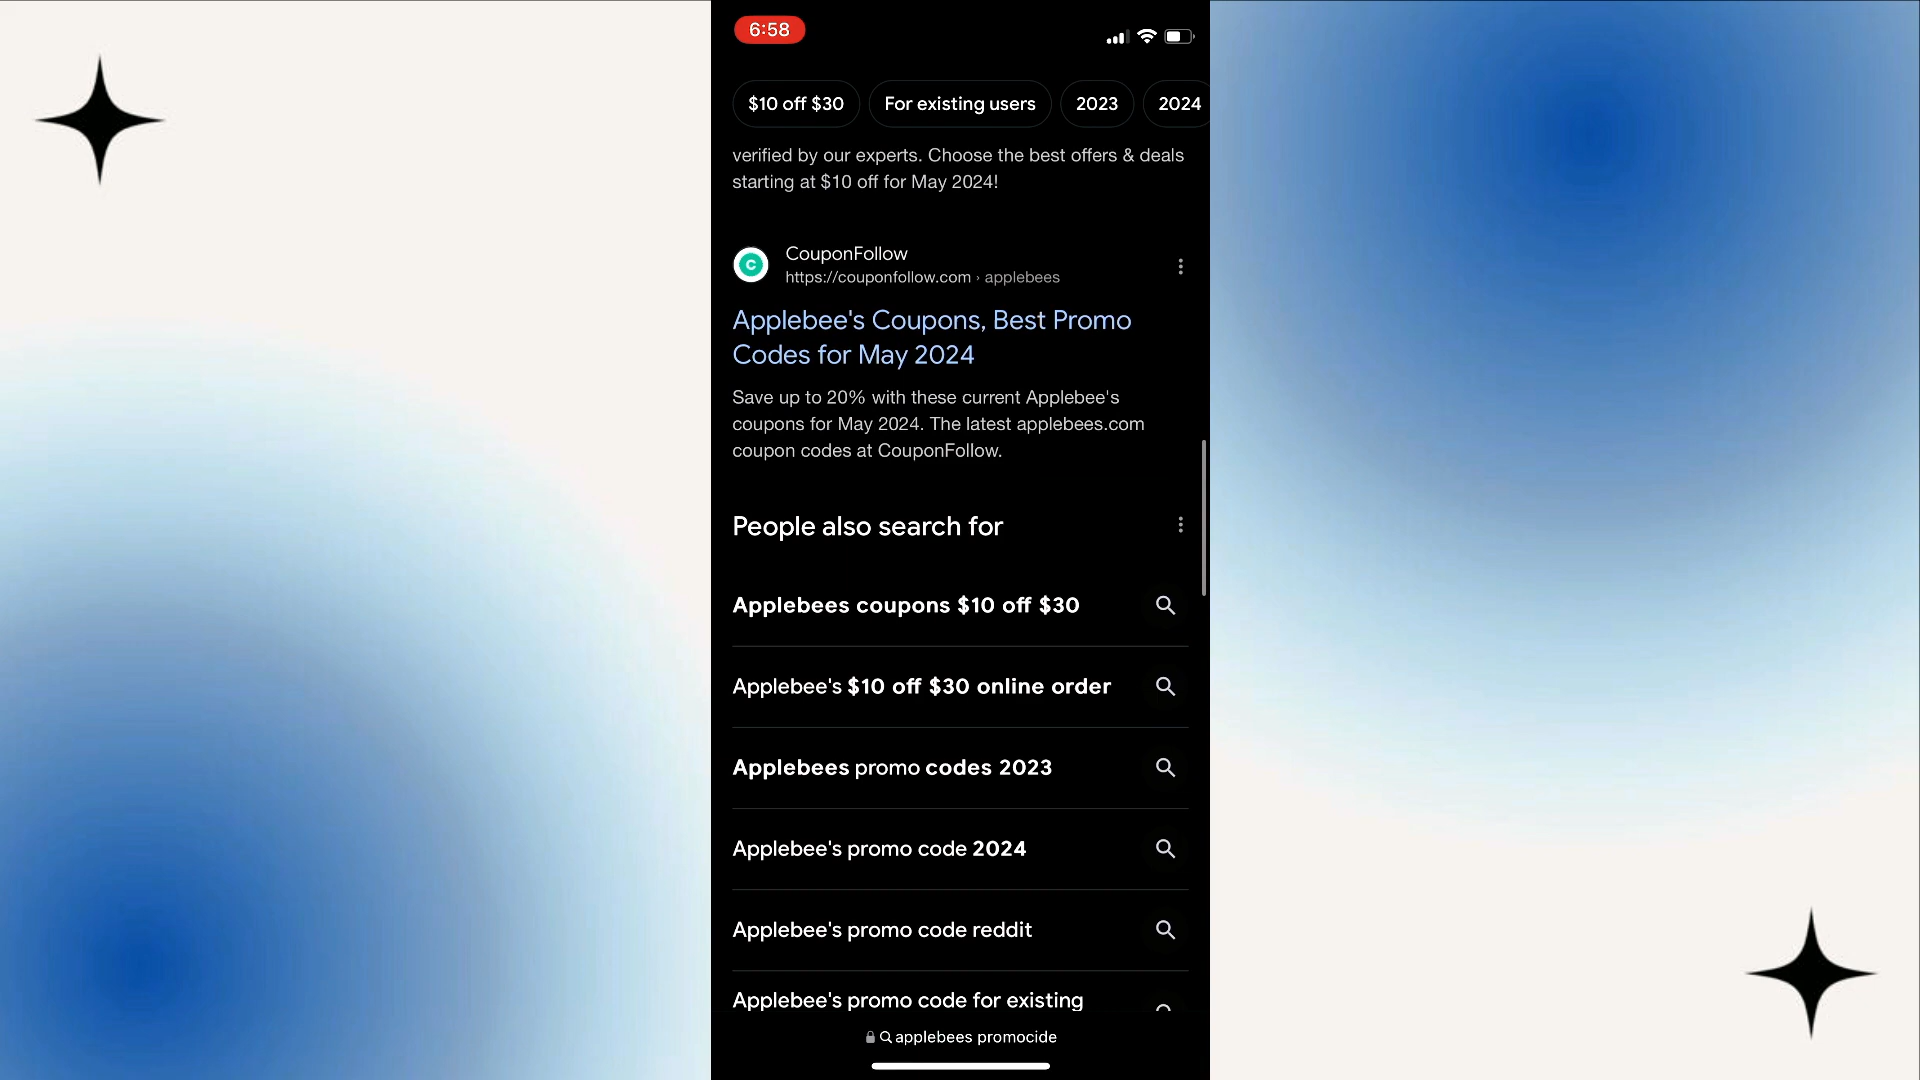 6:58
$10 off $30
For existing users
2023
2024
verified by our experts. Choose the best offers & deals
starting at $10 off for May 2024!
CouponFollow
https://couponfollow.com › applebees
Applebee's Coupons, Best Promo
Codes for May 2024
Save up to 20% with these current Applebee's
coupons for May 2024. The latest applebees.com
coupon codes at CouponFollow.
People also search for
Applebees coupons $10 off $30
Applebee's $10 off $30 online order
Applebees promo codes 2023
Applebee's promo code 2024
Applebee's promo code reddit
Applebee's promo code for existing
applebees promocide